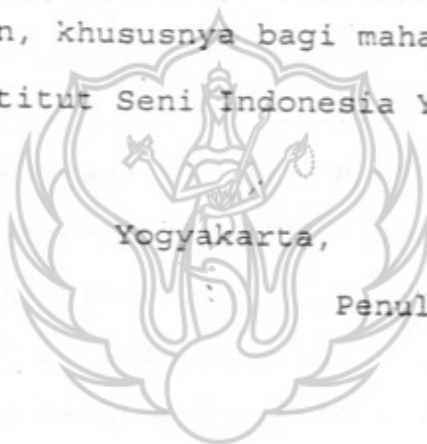 n, khususnya bagi maha
titut Seni Indonesia Y
Yogyakarta,
Penul